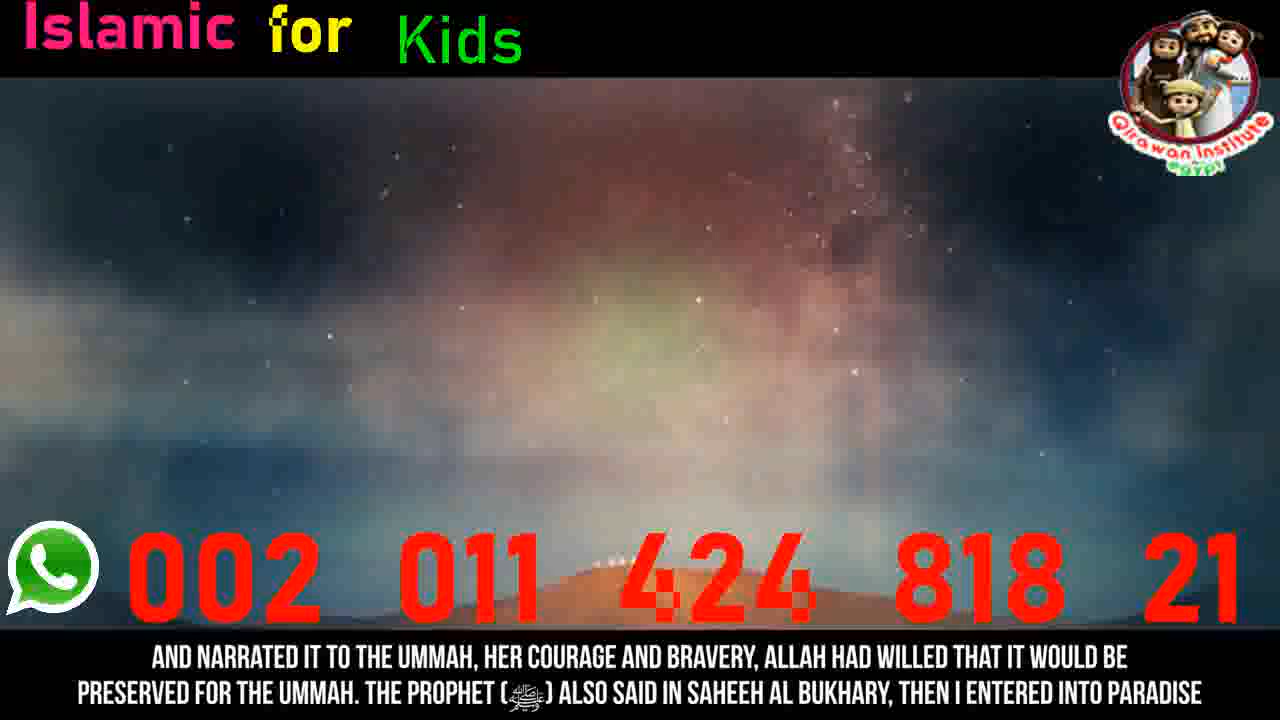 Islamic for Kids
Qirawan Institute
egypt
002 011 424 818 21
AND NARRATED IT TO THE UMMAH, HER COURAGE AND BRAVERY, ALLAH HAD WILLED THAT IT WOULD BE
PRESERVED FOR THE UMMAH. THE PROPHET (ﷺ) ALSO SAID IN SAHEEH AL BUKHARY, THEN I ENTERED INTO PARADISE